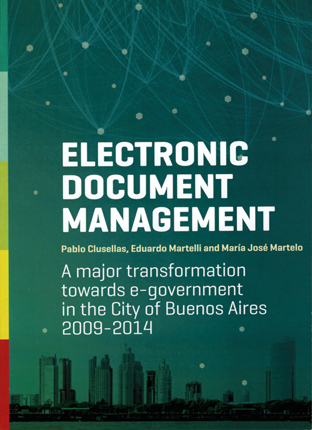 ELECTRONIC
DOCUMENT
MANAGEMENT
Pablo Clusellas, Eduardo Martelli and María José Martelo
A major transformation
towards e-government
in the City of Buenos Aires
2009-2014